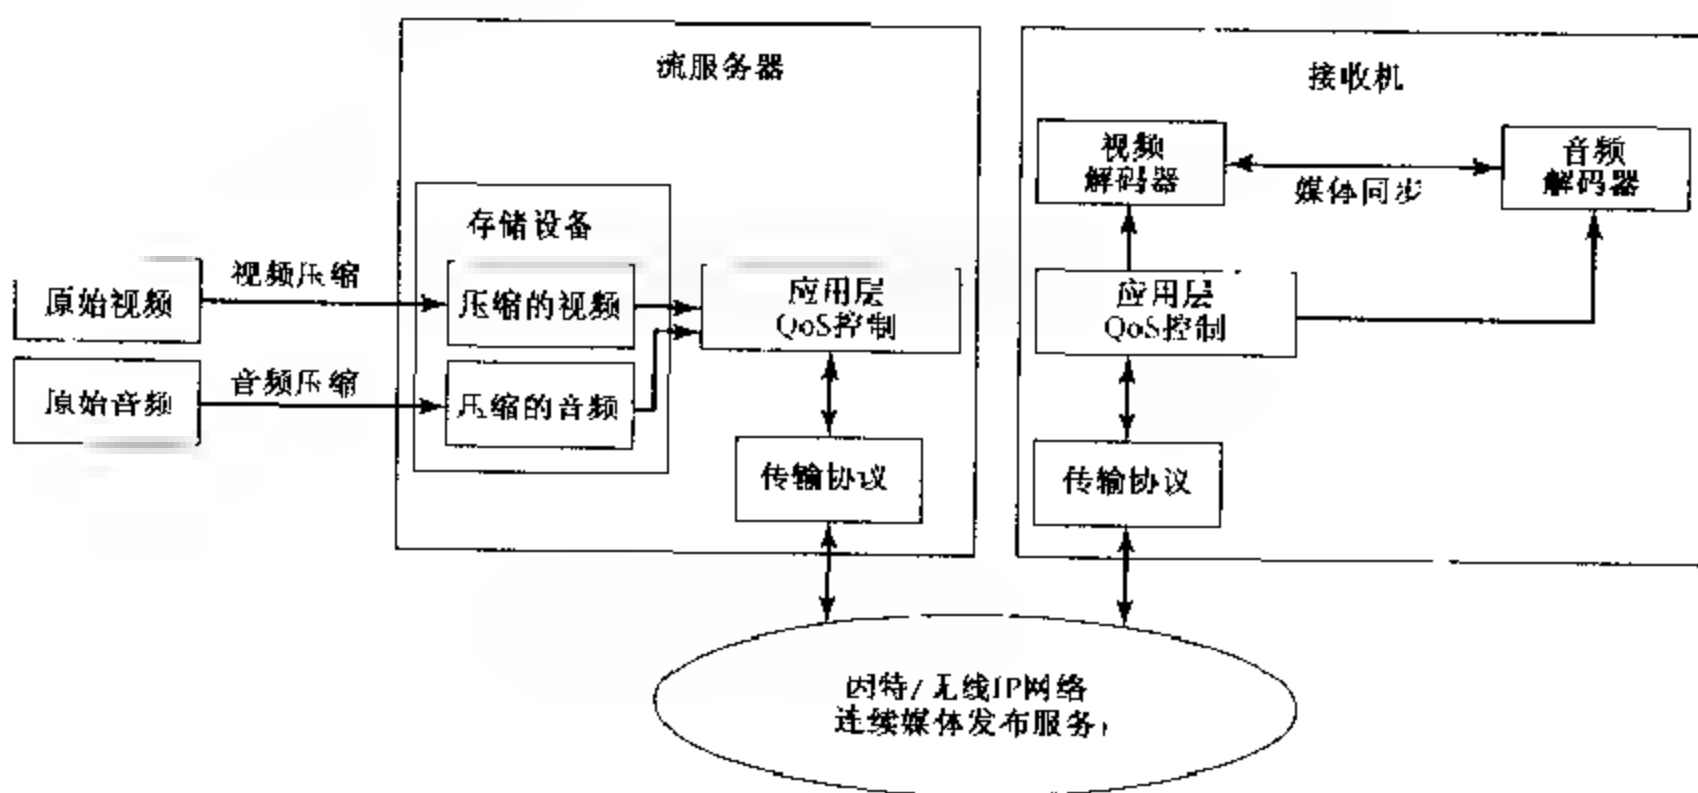 流服务器
接收机
视频
解码器
媒体同步
音频
解码器
存储设备
原始视频
视频压缩
压缩的视频
应用层
QoS控制
应用层
QoS控制
原始音频
音频压缩
压缩的音频
传输协议
传输协议
因特/无线IP网络
连续媒体发布服务